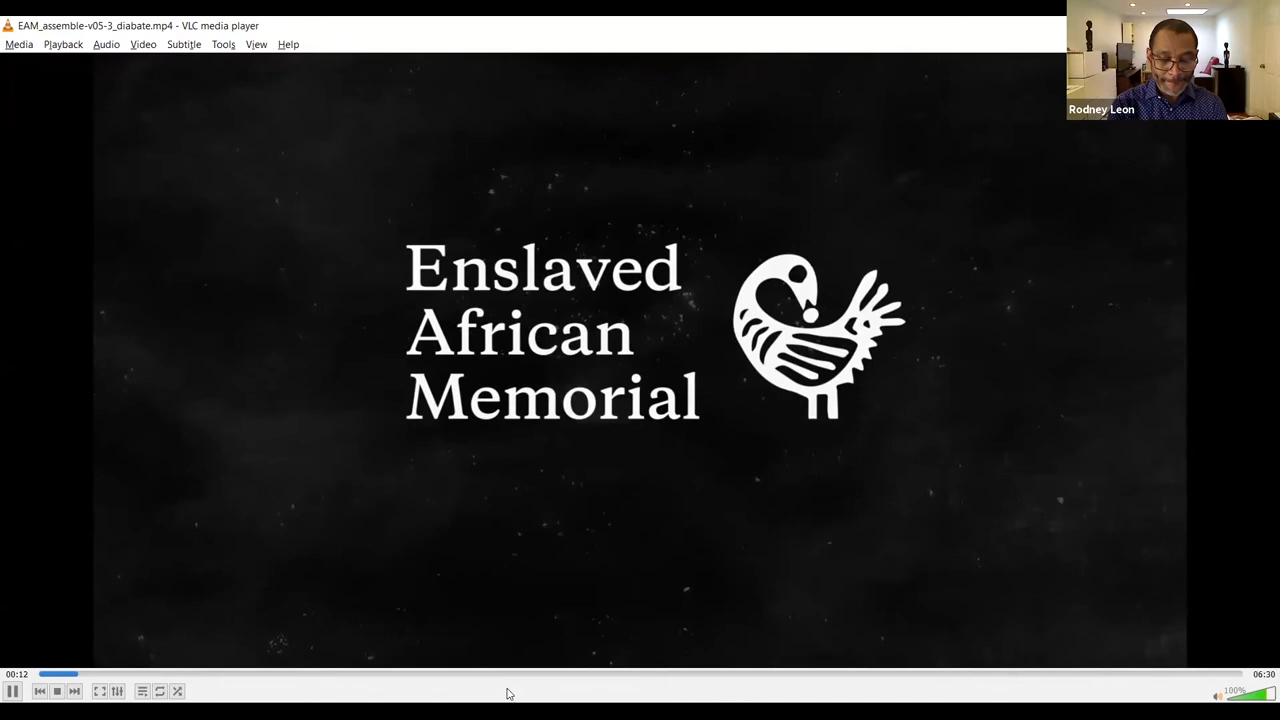 EAM_assemble-v05-3_diabate.mp4 - VLC media player
Media Playback Audio Video Subtitle Tools View Help
Rodney Leon
Enslaved
African
Memorial
00:12
06:30
100%